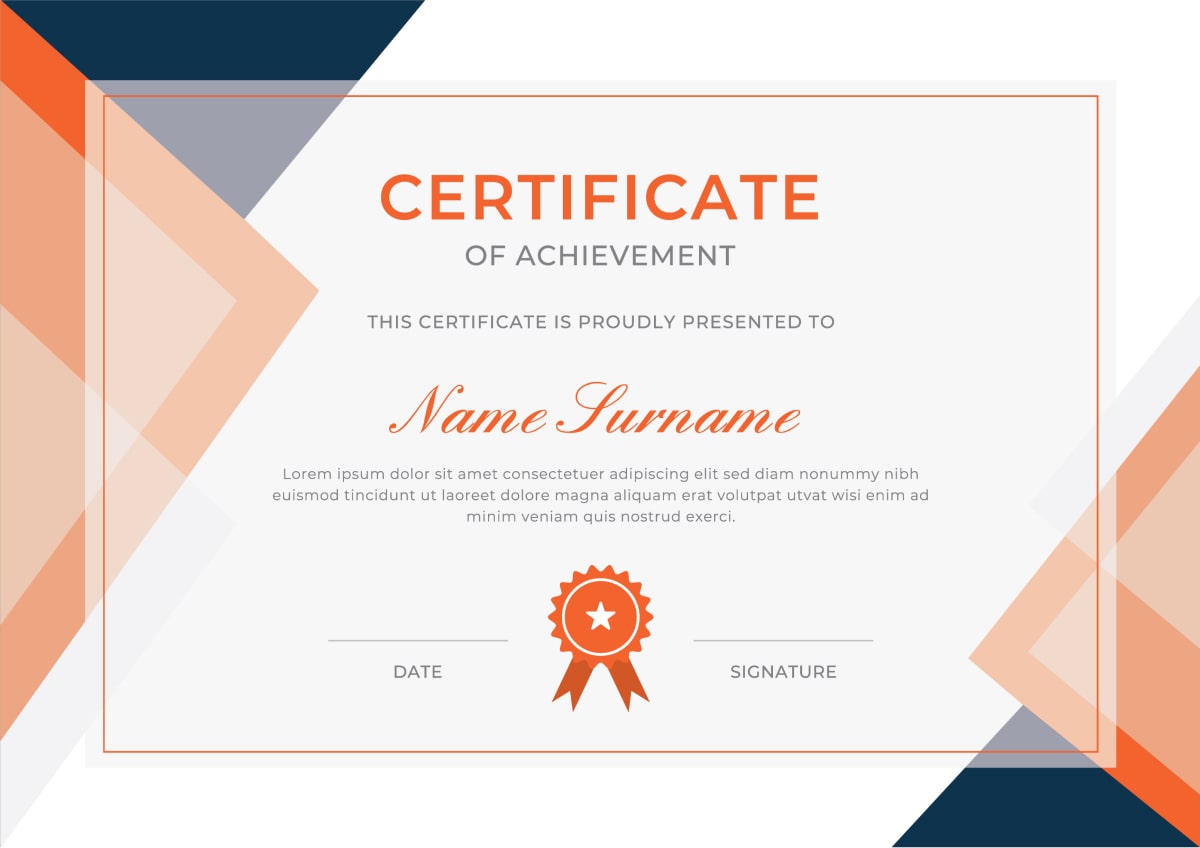 CERTIFICATE
OF ACHIEVEMENT
THIS CERTIFICATE IS PROUDLY PRESENTED TO
Name Surname
Lorem ipsum dolor sit amet consectetuer adipiscing elit sed diam nonummy nibh
euismod tincidunt ut laoreet dolore magna aliquam erat volutpat utvat wisi enim ad
minim veniam quis nostrud exerci.
DATE
SIGNATURE